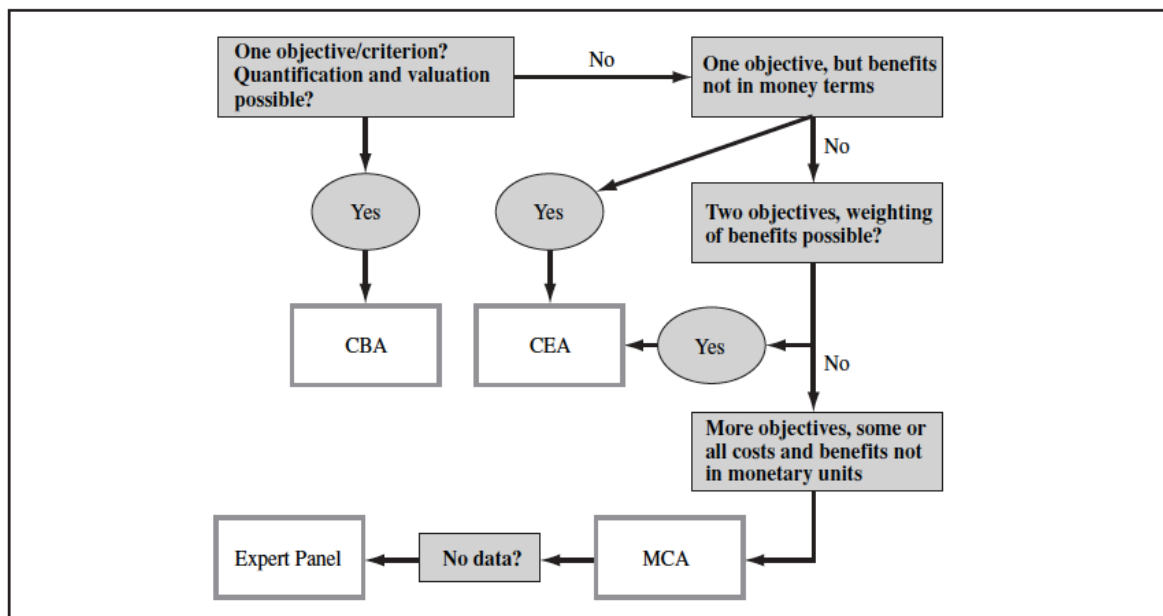 One objective/criterion?
Quantification and valuation
possible?
No
One objective, but benefits
not in money terms
No
Yes
Yes
Two objectives, weighting
of benefits possible?
CBA
CEA
Yes
No
More objectives, some or
all costs and benefits not
in monetary units
Expert Panel
No data?
MCA